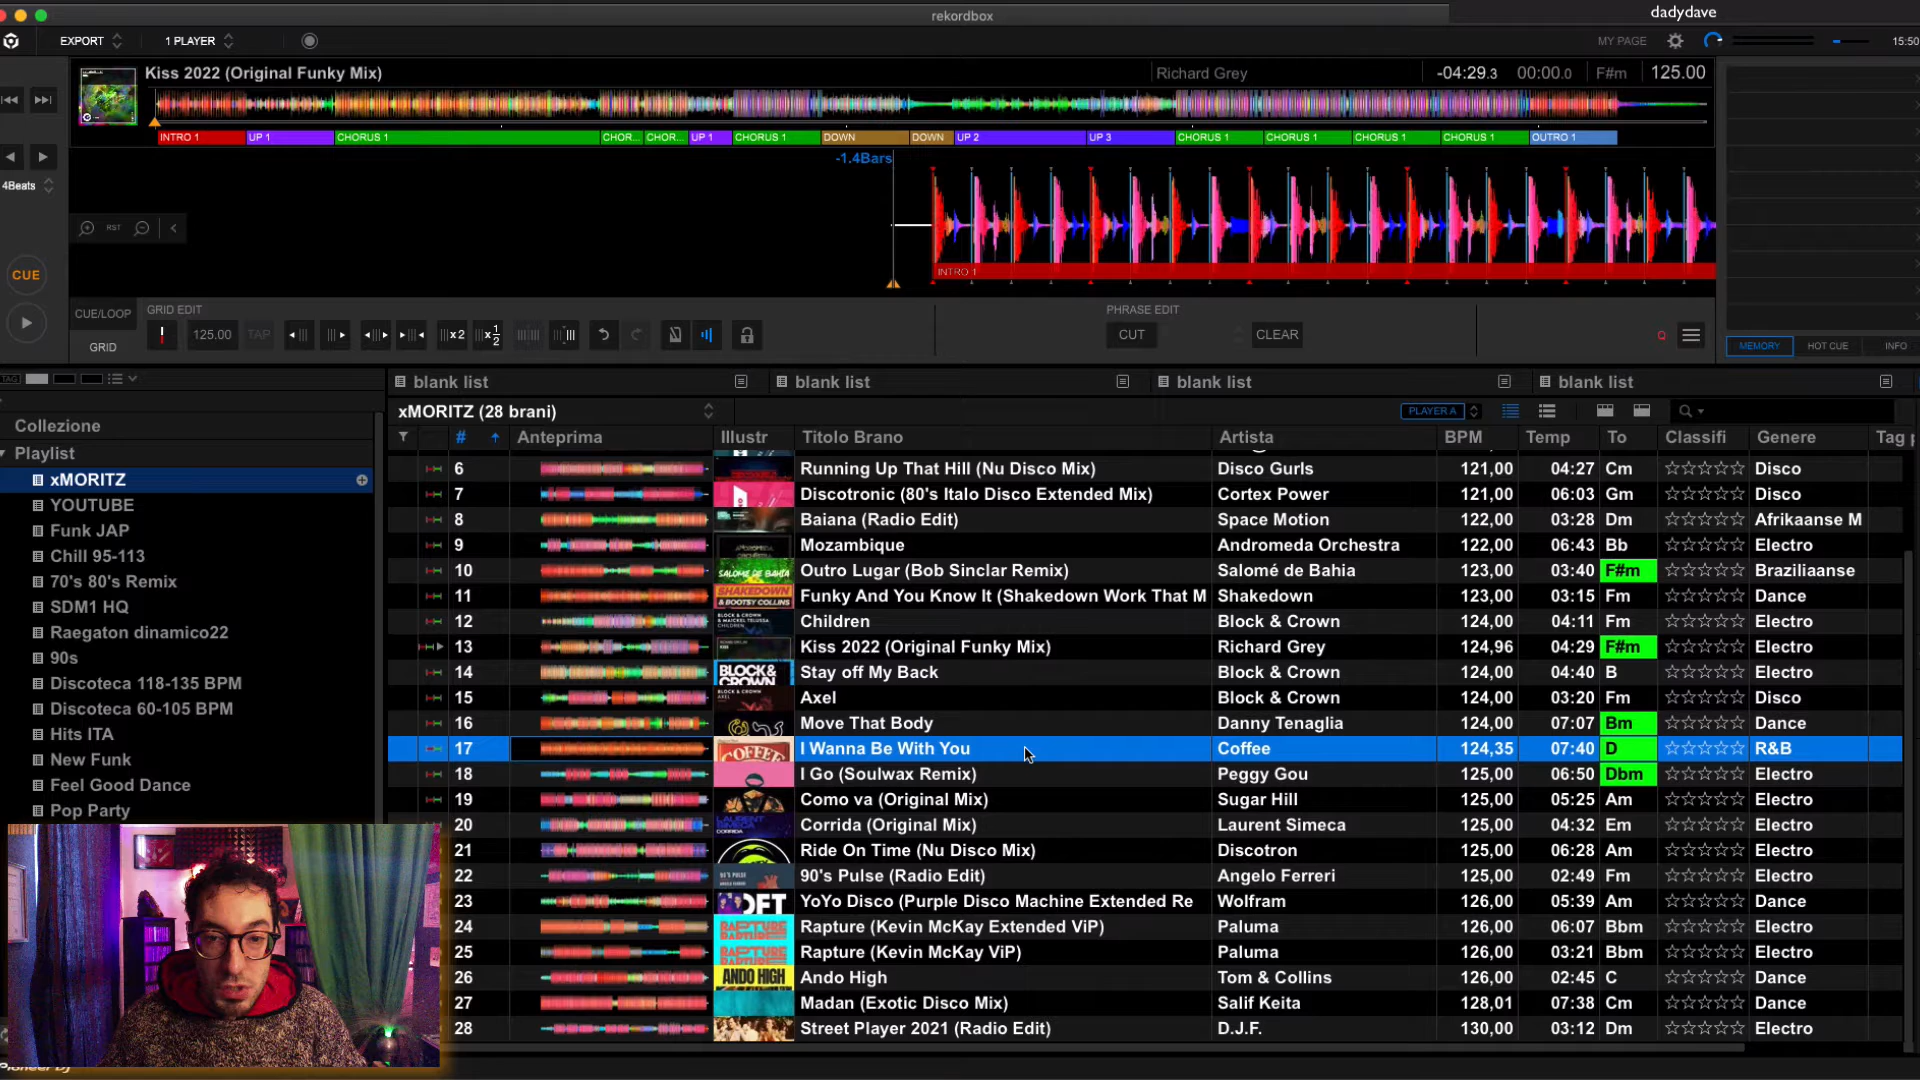 rekordbox
dadydave
EXPORT
1 PLAYER
MY PAGE
15:50
Kiss 2022 (Original Funky Mix)
Richard Grey
-04:29.3
00:00.0
F#m
125.00
INTRO 1
UP 1
CHORUS 1
CHOR...
CHOR...
UP 1
CHORUS 1
DOWN
DOWN
UP 2
UP 3
CHORUS 1
CHORUS 1
CHORUS 1
CHORUS 1
OUTRO 1
-1.4Bars
4Beats
RST
INTRO 1
CUE
CUE/LOOP
GRID
GRID EDIT
125.00
TAP
x2
x1/2
PHRASE EDIT
CUT
CLEAR
Q
MEMORY
HOT CUE
INFO
TAG
blank list
blank list
blank list
blank list
Collezione
Playlist
xMORITZ
YOUTUBE
Funk JAP
Chill 95-113
70's 80's Remix
SDM1 HQ
Raegaton dinamico22
90s
Discoteca 118-135 BPM
Discoteca 60-105 BPM
Hits ITA
New Funk
Feel Good Dance
Pop Party
xMORITZ (28 brani)
PLAYER A
# Anteprima Illustr Titolo Brano Artista BPM Temp To Classifi Genere Tag
6 Running Up That Hill (Nu Disco Mix) Disco Gurls 121,00 04:27 Cm Disco
7 Discotronic (80's Italo Disco Extended Mix) Cortex Power 121,00 06:03 Gm Disco
8 Baiana (Radio Edit) Space Motion 122,00 03:28 Dm Afrikaanse M
9 Mozambique Andromeda Orchestra 122,00 06:43 Bb Electro
10 Outro Lugar (Bob Sinclar Remix) Salomé de Bahia 123,00 03:40 F#m Braziliaanse
11 Funky And You Know It (Shakedown Work That M Shakedown 123,00 03:15 Fm Dance
12 Children Block & Crown 124,00 04:11 Fm Electro
13 Kiss 2022 (Original Funky Mix) Richard Grey 124,96 04:29 F#m Electro
14 Stay off My Back Block & Crown 124,00 04:40 B Electro
15 Axel Block & Crown 124,00 03:20 Fm Disco
16 Move That Body Danny Tenaglia 124,00 07:07 Bm Dance
17 I Wanna Be With You Coffee 124,35 07:40 D R&B
18 I Go (Soulwax Remix) Peggy Gou 125,00 06:50 Dbm Electro
19 Como va (Original Mix) Sugar Hill 125,00 05:25 Am Electro
20 Corrida (Original Mix) Laurent Simeca 125,00 04:32 Em Electro
21 Ride On Time (Nu Disco Mix) Discotron 125,00 06:28 Am Electro
22 90's Pulse (Radio Edit) Angelo Ferreri 125,00 02:49 Fm Electro
23 YoYo Disco (Purple Disco Machine Extended Re Wolfram 126,00 05:39 Am Dance
24 Rapture (Kevin McKay Extended ViP) Paluma 126,00 06:07 Bbm Electro
25 Rapture (Kevin McKay ViP) Paluma 126,00 03:21 Bbm Electro
26 Ando High Tom & Collins 126,00 02:45 C Dance
27 Madan (Exotic Disco Mix) Salif Keita 128,01 07:38 Cm Dance
28 Street Player 2021 (Radio Edit) D.J.F. 130,00 03:12 Dm Electro